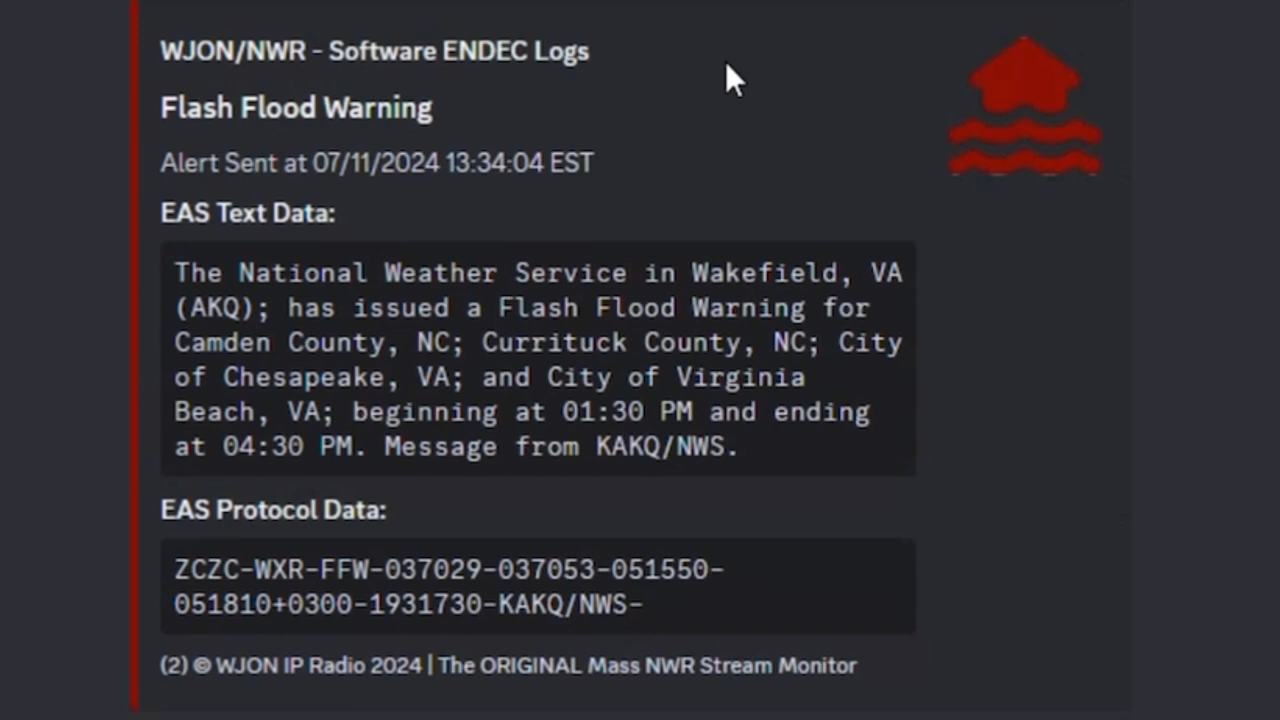 WJON/NWR - Software ENDEC Logs
Flash Flood Warning
Alert Sent at 07/11/2024 13:34:04 EST
EAS Text Data:
The National Weather Service in Wakefield, VA
(AKQ); has issued a Flash Flood Warning for
Camden County, NC; Currituck County, NC; City
of Chesapeake, VA; and City of Virginia
Beach, VA; beginning at 01:30 PM and ending
at 04:30 PM. Message from KAKQ/NWS.
EAS Protocol Data:
ZCZC-WXR-FFW-037029-037053-051550-
051810+0300-1931730-KAKQ/NWS-
(2) © WJON IP Radio 2024 | The ORIGINAL Mass NWR Stream Monitor